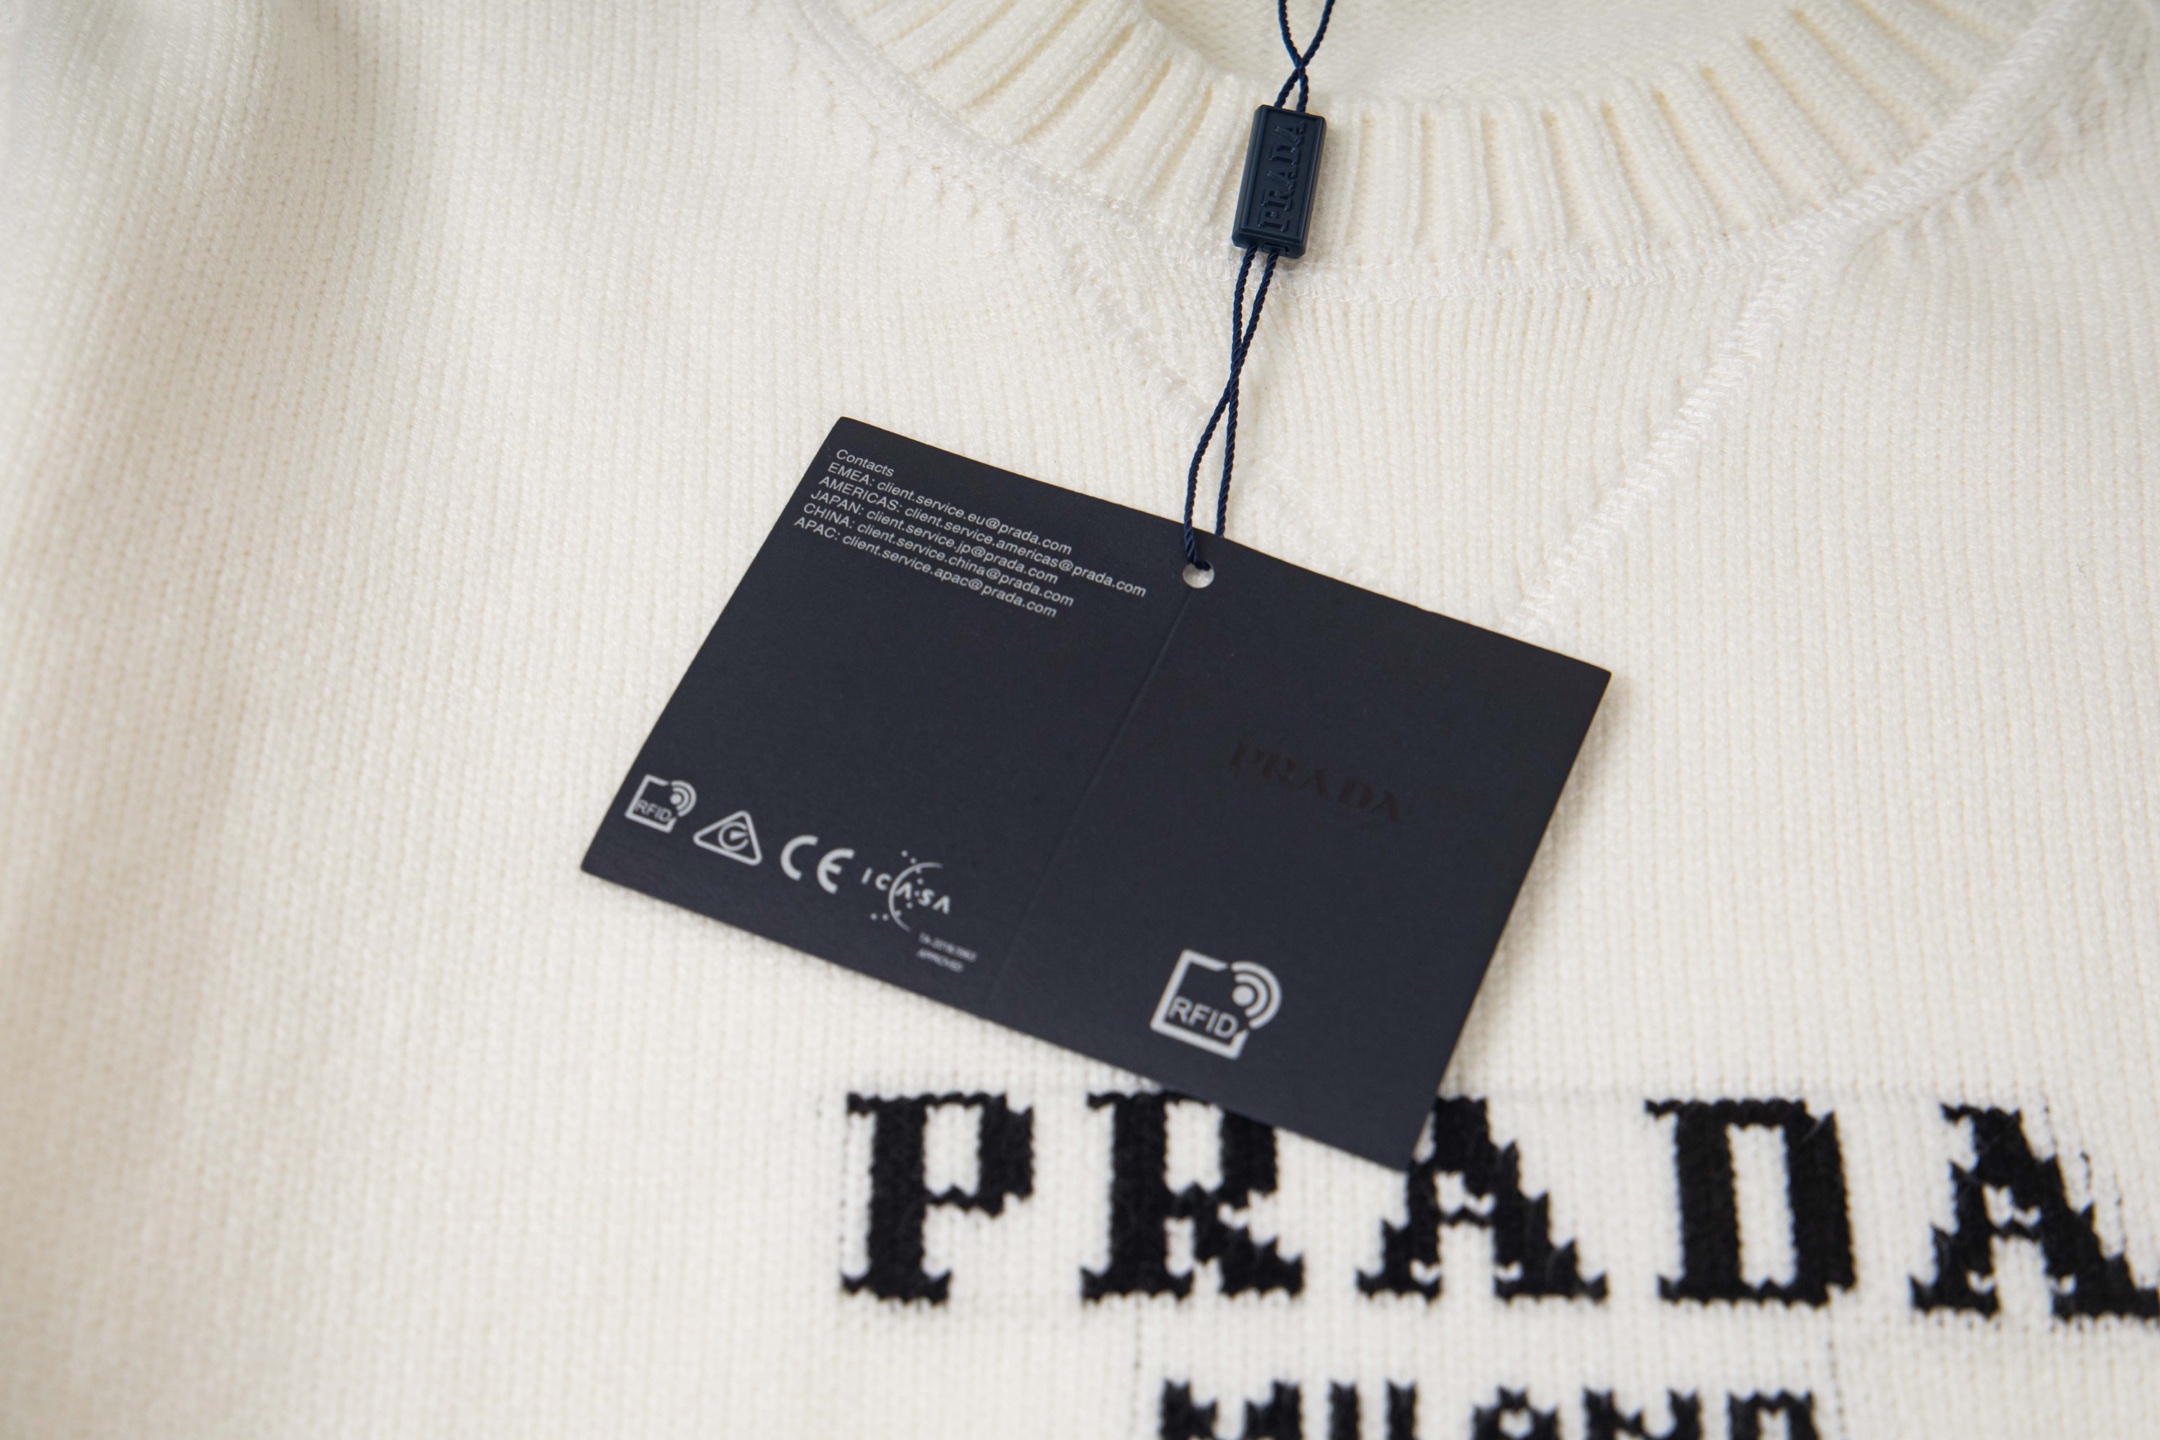 PRADA
Contacts
EMEA: client.service.eu@prada.com
AMERICAS: client.service.americas@prada.com
JAPAN: client.service.jp@prada.com
CHINA: client.service.china@prada.com
APAC: client.service.apac@prada.com
PRADA
RFID
CE
ICASA
APPROVED
RFID
PRADA
MILANO